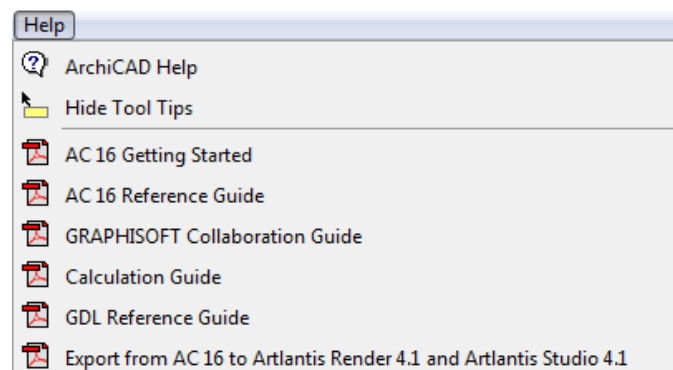 Help
ArchiCAD Help
Hide Tool Tips
AC 16 Getting Started
AC 16 Reference Guide
GRAPHISOFT Collaboration Guide
Calculation Guide
GDL Reference Guide
Export from AC 16 to Artlantis Render 4.1 and Artlantis Studio 4.1